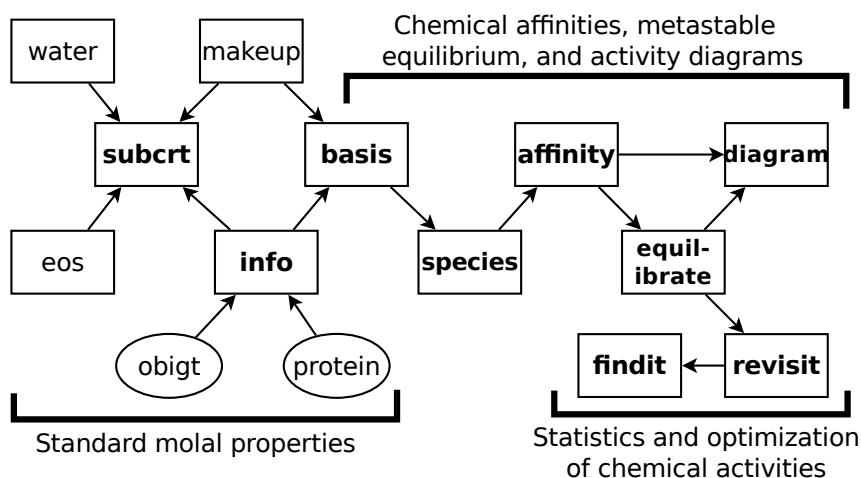 Chemical affinities, metastable
equilibrium, and activity diagrams
water
makeup
subcrt
basis
affinity
diagram
eos
info
species
equil-
ibrate
obigt
protein
findit
revisit
Standard molal properties
Statistics and optimization
of chemical activities